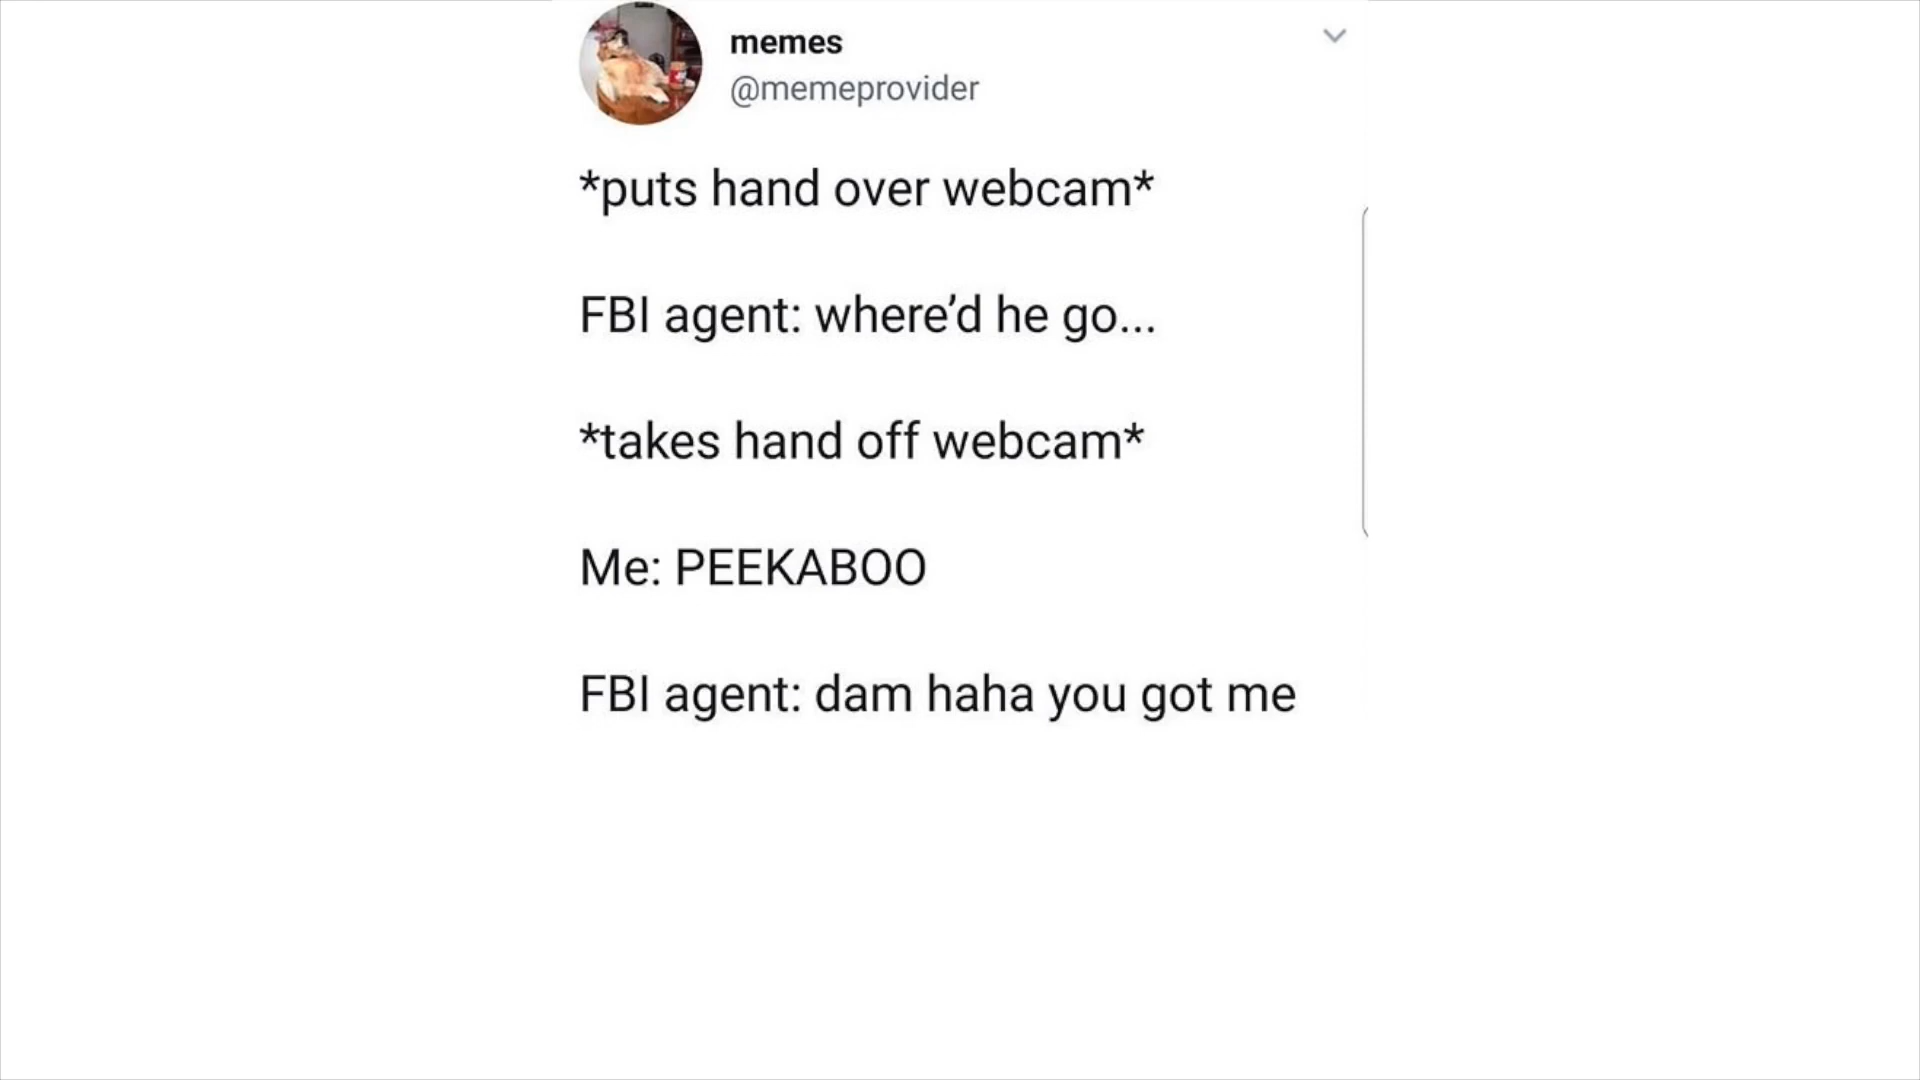 memes
@memeprovider
*puts hand over webcam*
FBI agent: where’d he go...
*takes hand off webcam*
Me: PEEKABOO
FBI agent: dam haha you got me